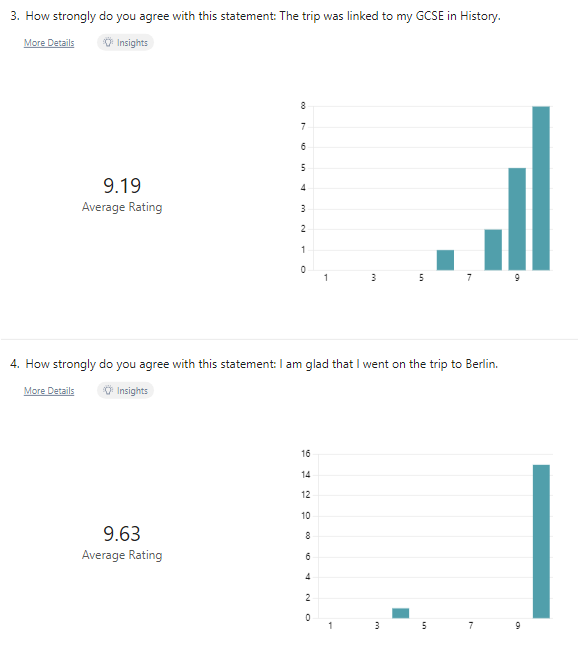 3. How strongly do you agree with this statement: The trip was linked to my GCSE in History.
More Details Insights
8
7
6
5
4
3
2
1
0
9.19
Average Rating
1 3 5 7 9
4. How strongly do you agree with this statement: I am glad that I went on the trip to Berlin.
More Details Insights
16
14
12
10
8
6
4
2
0
9.63
Average Rating
1 3 5 7 9